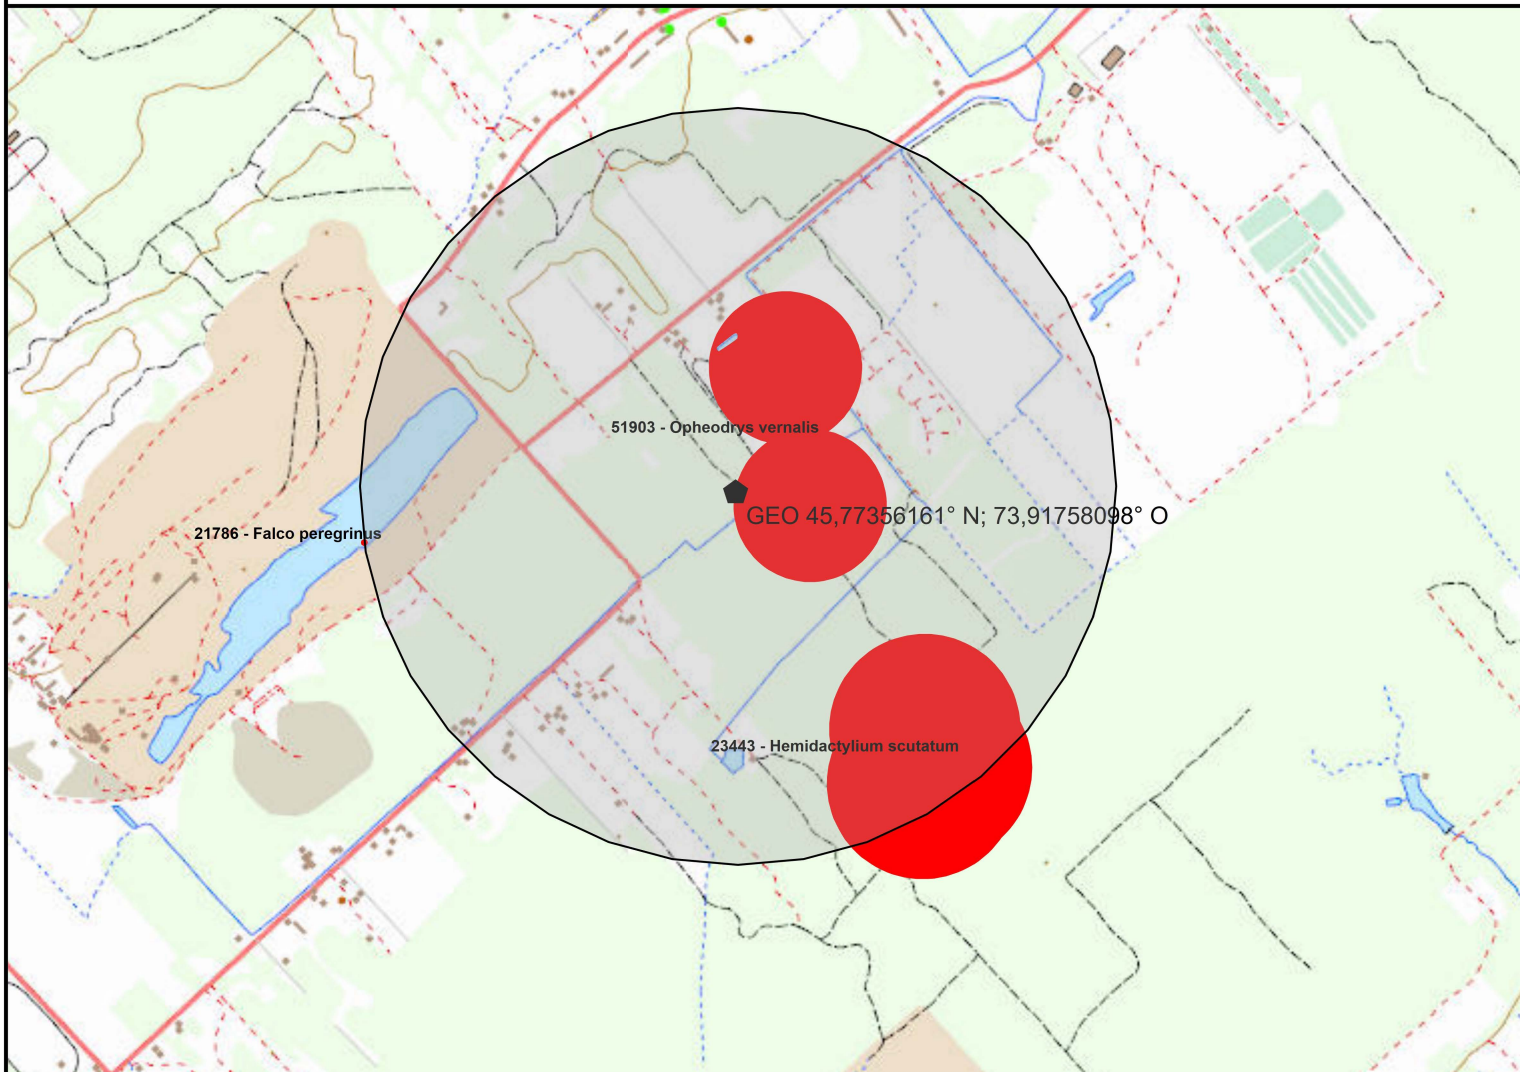 51903 - Opheodrys vernalis
GEO 45,77356161° N; 73,91758098° O
21786 - Falco peregrinus
23443 - Hemidactylium scutatum